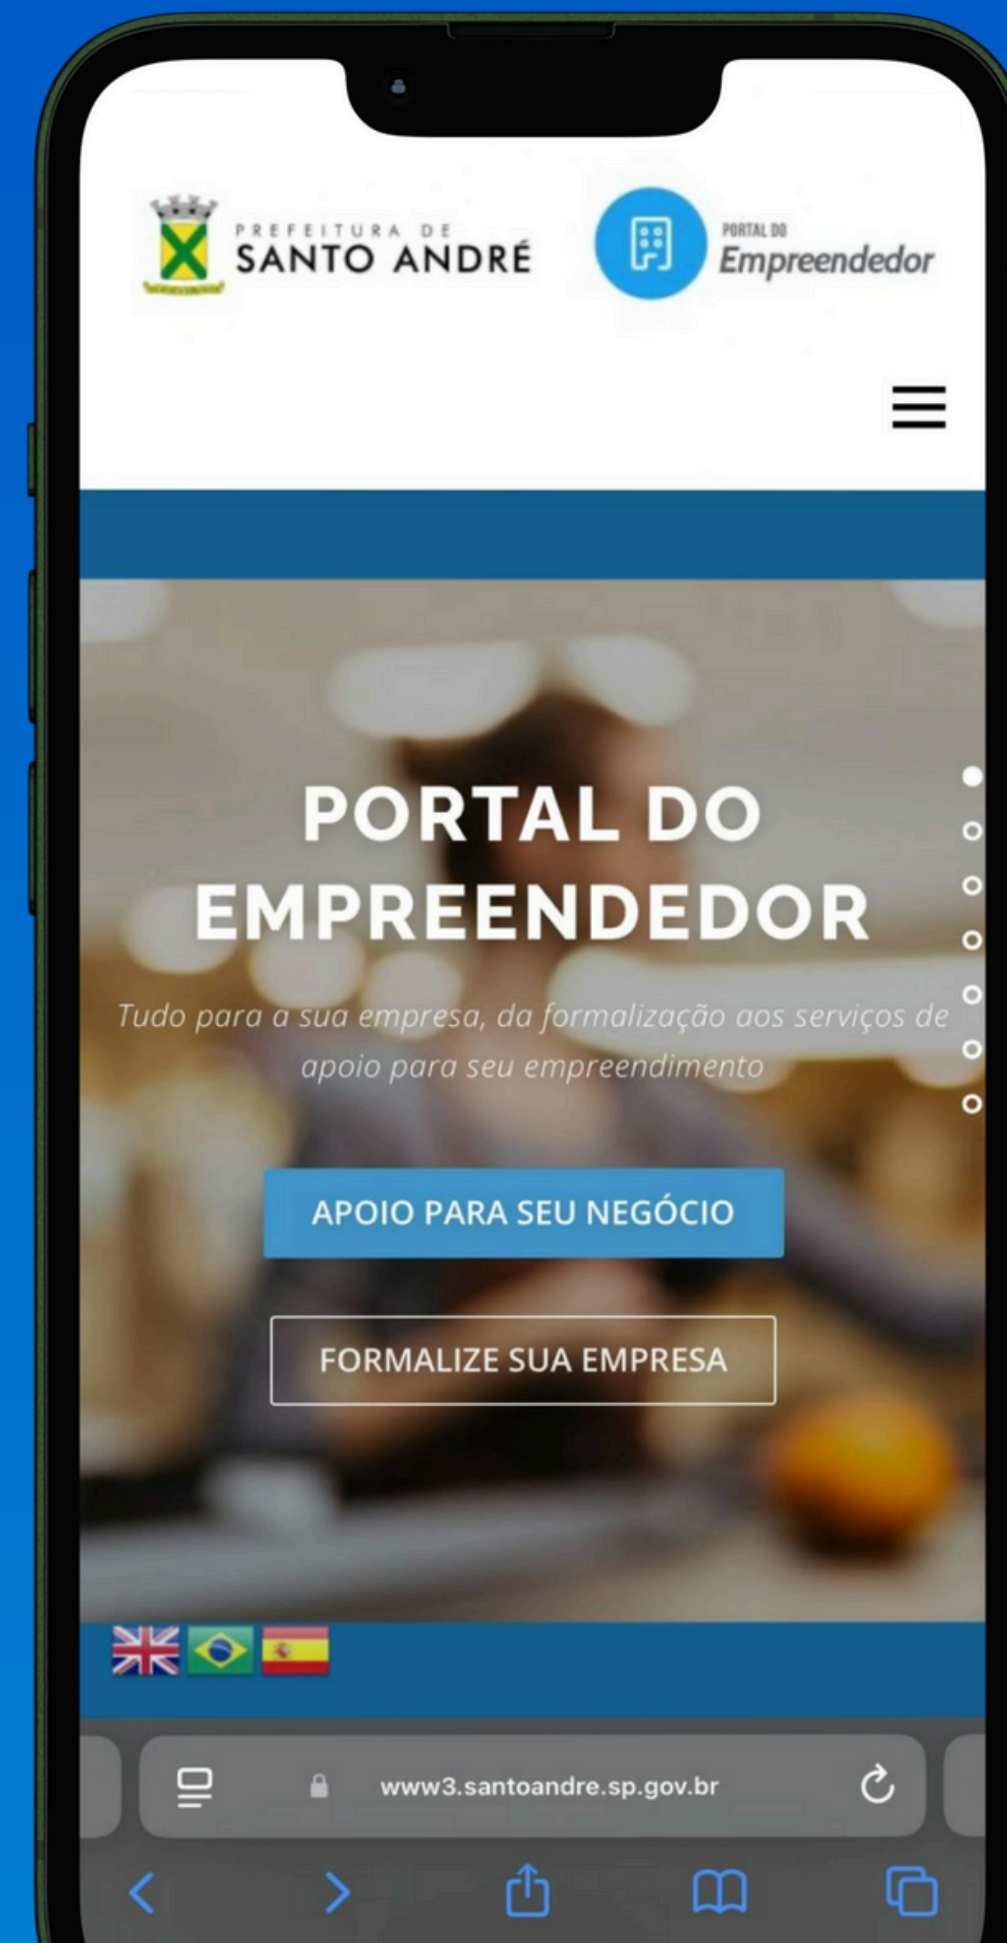 PREFEITURA DE
SANTO ANDRÉ
PORTAL DO
Empreendedor
PORTAL DO
EMPREENDEDOR
Tudo para a sua empresa, da formalização aos serviços de
apoio para seu empreendimento
APOIO PARA SEU NEGÓCIO
FORMALIZE SUA EMPRESA
www3.santoandre.sp.gov.br